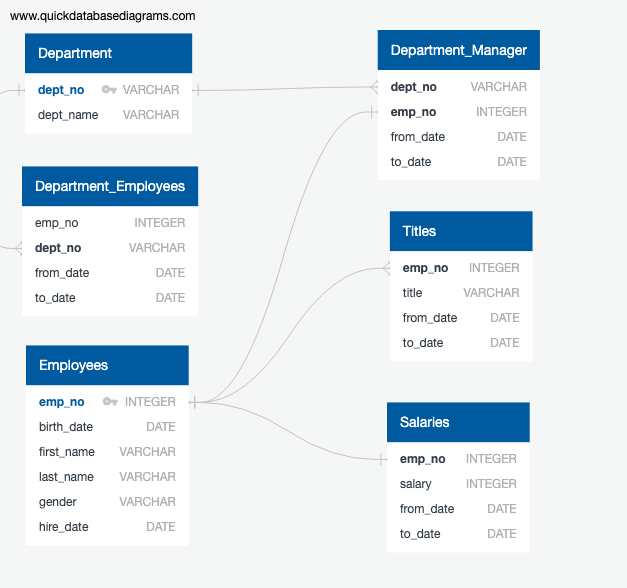 www.quickdatabasediagrams.com
Department
dept_no VARCHAR
dept_name VARCHAR
Department_Manager
dept_no VARCHAR
emp_no INTEGER
from_date DATE
to_date DATE
Department_Employees
emp_no INTEGER
dept_no VARCHAR
from_date DATE
to_date DATE
Titles
emp_no INTEGER
title VARCHAR
from_date DATE
to_date DATE
Employees
emp_no INTEGER
birth_date DATE
first_name VARCHAR
last_name VARCHAR
gender VARCHAR
hire_date DATE
Salaries
emp_no INTEGER
salary INTEGER
from_date DATE
to_date DATE